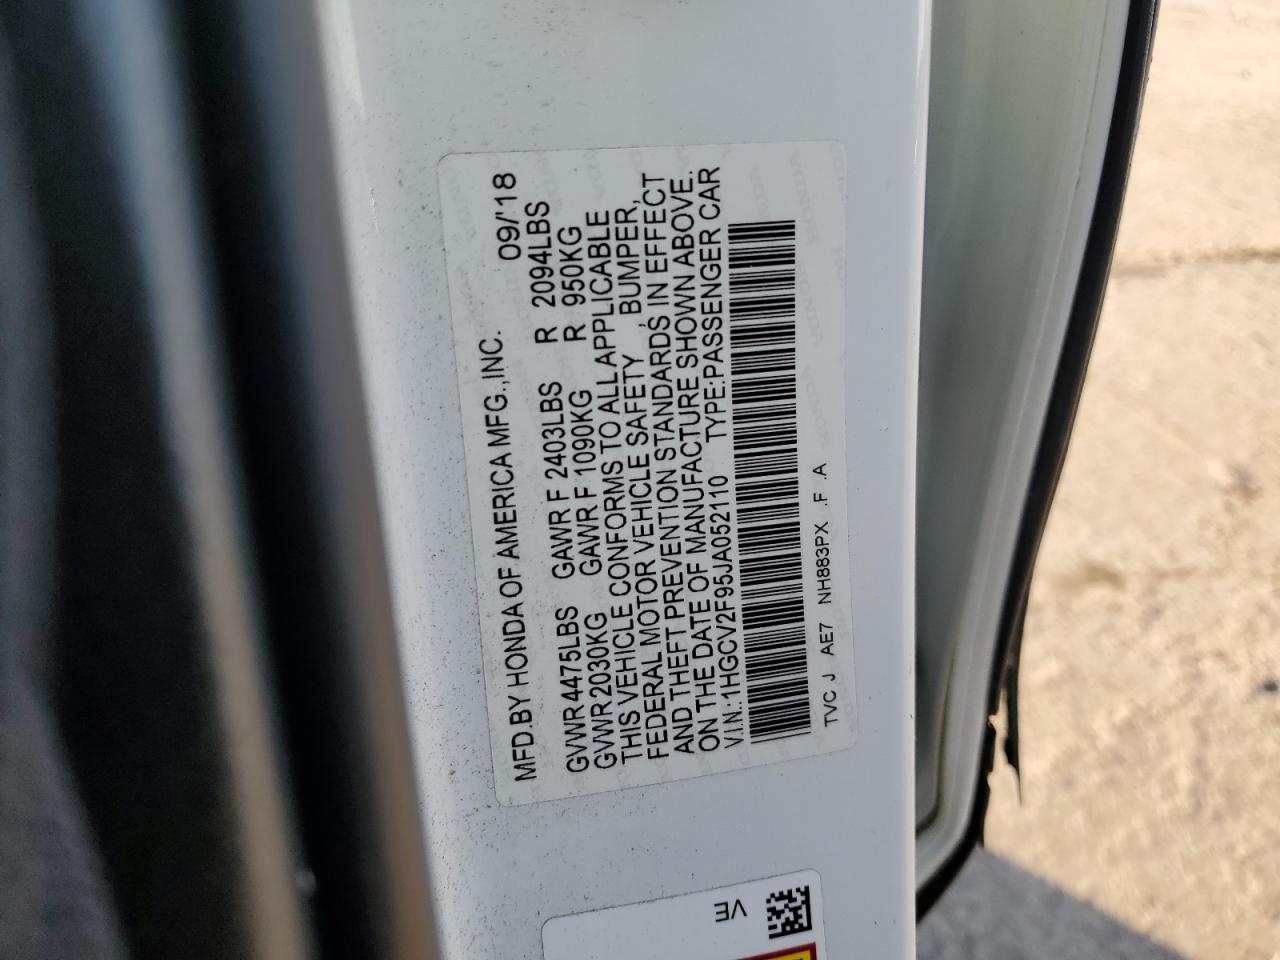 MFD.BY HONDA OF AMERICA MFG.,INC. 09/'18
GVWR 4475LBS GAWR F 2403LBS R 2094LBS
GVWR 2030KG GAWR F 1090KG R 950KG
THIS VEHICLE CONFORMS TO ALL APPLICABLE
FEDERAL MOTOR VEHICLE SAFETY, BUMPER,
AND THEFT PREVENTION STANDARDS IN EFFECT
ON THE DATE OF MANUFACTURE SHOWN ABOVE.
V.I.N.: 1HGCV2F95JA052110 TYPE:PASSENGER CAR
TVC J AE7 NH883PX .F .A
VE